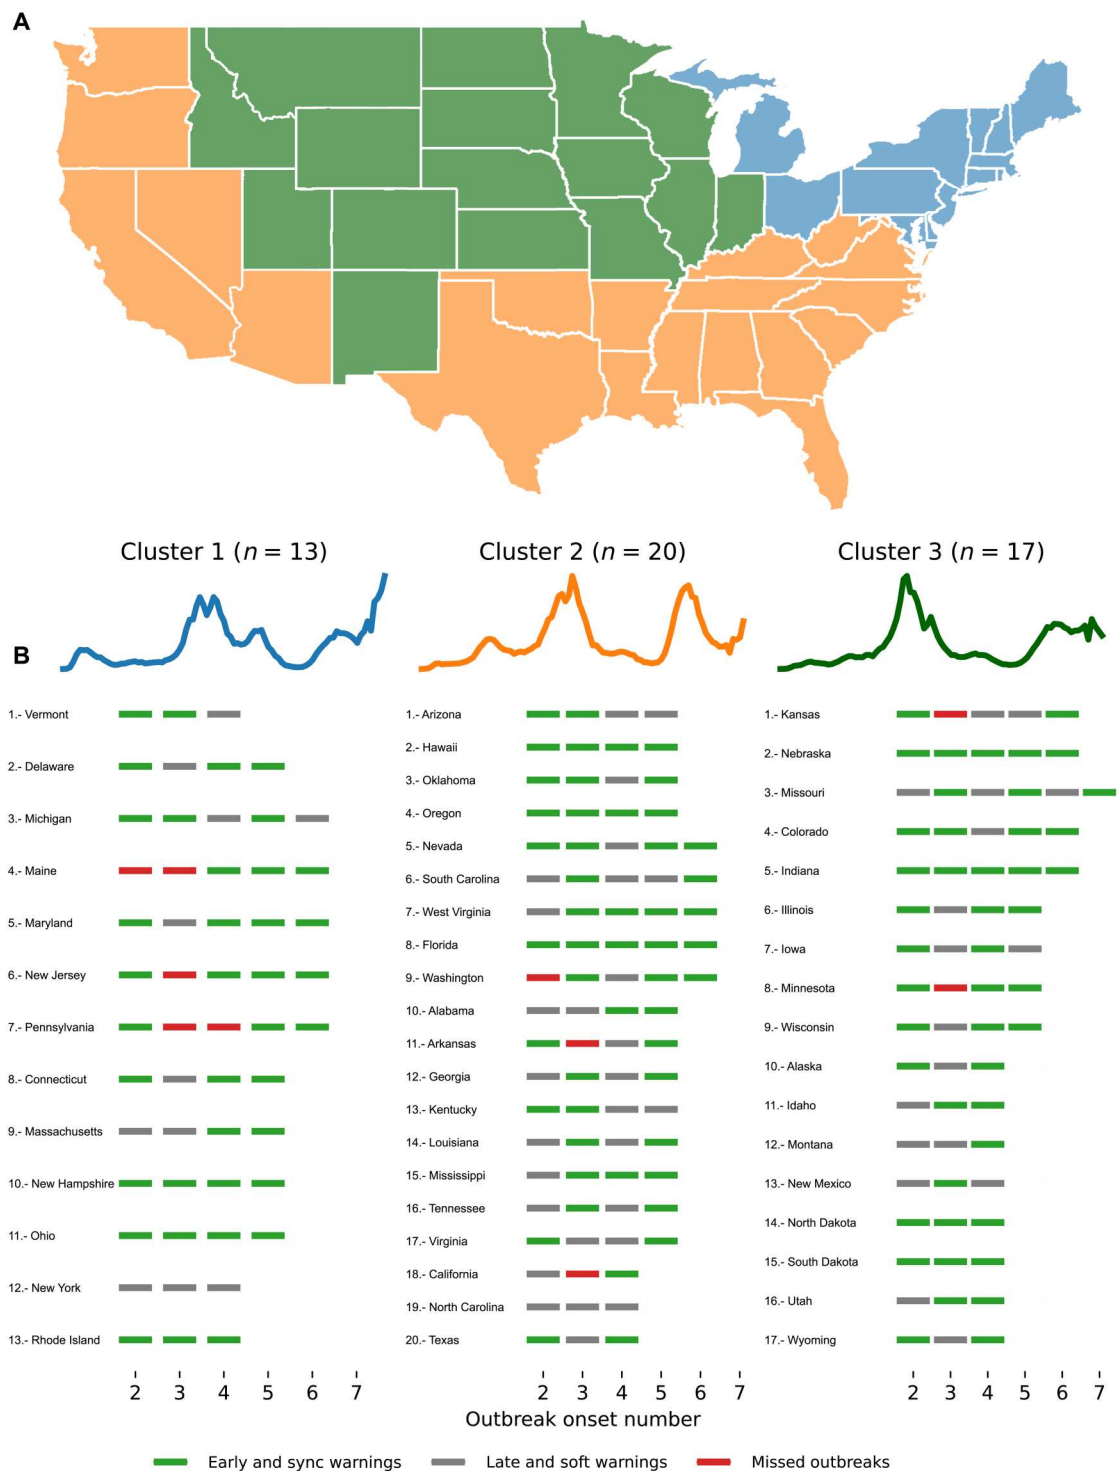 A
Cluster 1 (n = 13)
Cluster 2 (n = 20)
Cluster 3 (n = 17)
B
1.- Vermont
2.- Delaware
3.- Michigan
4.- Maine
5.- Maryland
6.- New Jersey
7.- Pennsylvania
8.- Connecticut
9.- Massachusetts
10.- New Hampshire
11.- Ohio
12.- New York
13.- Rhode Island
2 3 4 5 6 7
1.- Arizona
2.- Hawaii
3.- Oklahoma
4.- Oregon
5.- Nevada
6.- South Carolina
7.- West Virginia
8.- Florida
9.- Washington
10.- Alabama
11.- Arkansas
12.- Georgia
13.- Kentucky
14.- Louisiana
15.- Mississippi
16.- Tennessee
17.- Virginia
18.- California
19.- North Carolina
20.- Texas
2 3 4 5 6 7
1.- Kansas
2.- Nebraska
3.- Missouri
4.- Colorado
5.- Indiana
6.- Illinois
7.- Iowa
8.- Minnesota
9.- Wisconsin
10.- Alaska
11.- Idaho
12.- Montana
13.- New Mexico
14.- North Dakota
15.- South Dakota
16.- Utah
17.- Wyoming
2 3 4 5 6 7
Outbreak onset number
Early and sync warnings
Late and soft warnings
Missed outbreaks